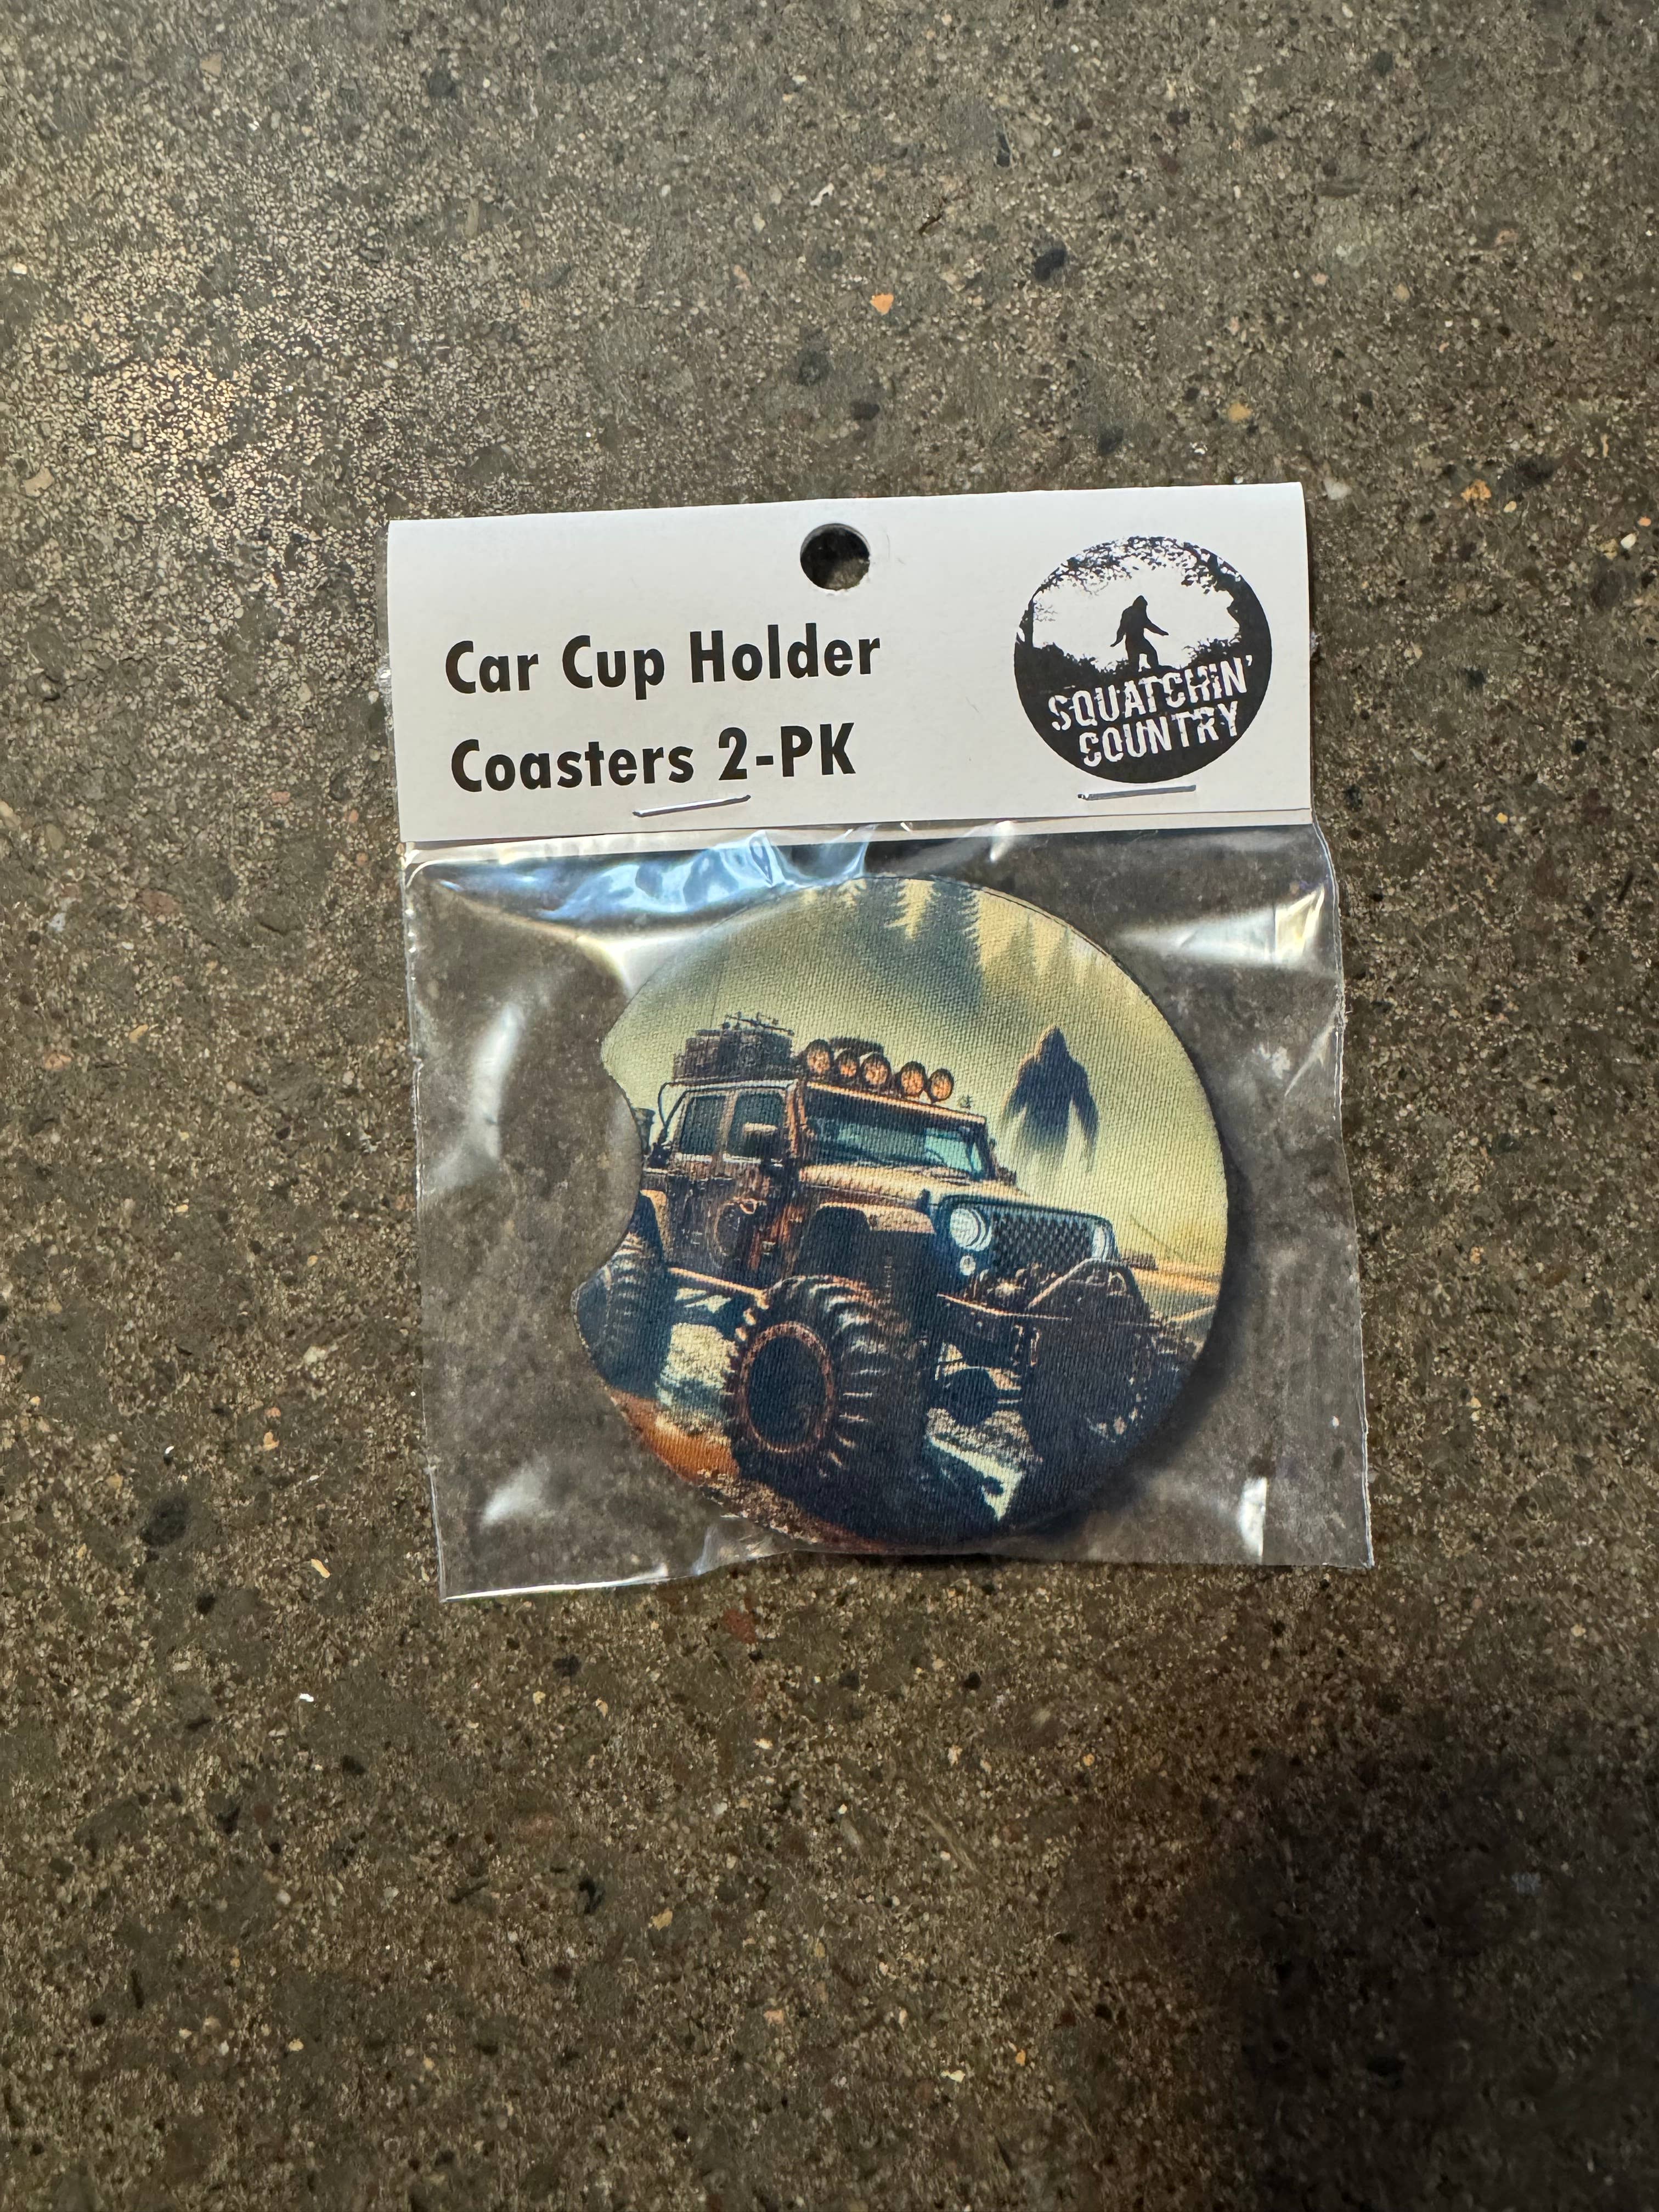 Car Cup Holder
Coasters 2-PK
SQUATCHIN'
COUNTRY